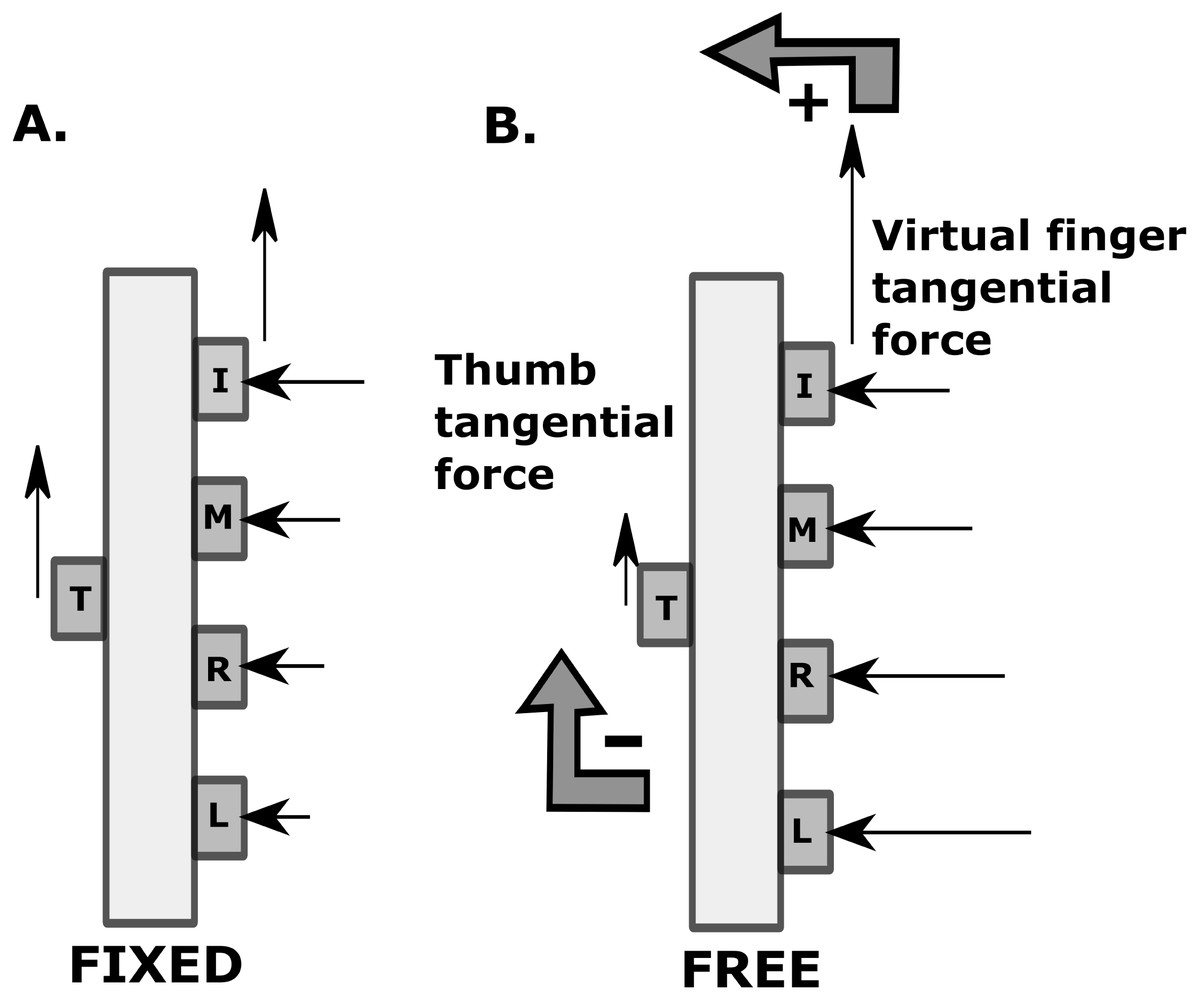 A.
I
M
T
R
L
FIXED
B.
+
Virtual finger
tangential
force
Thumb
tangential
force
I
M
T
R
–
L
FREE